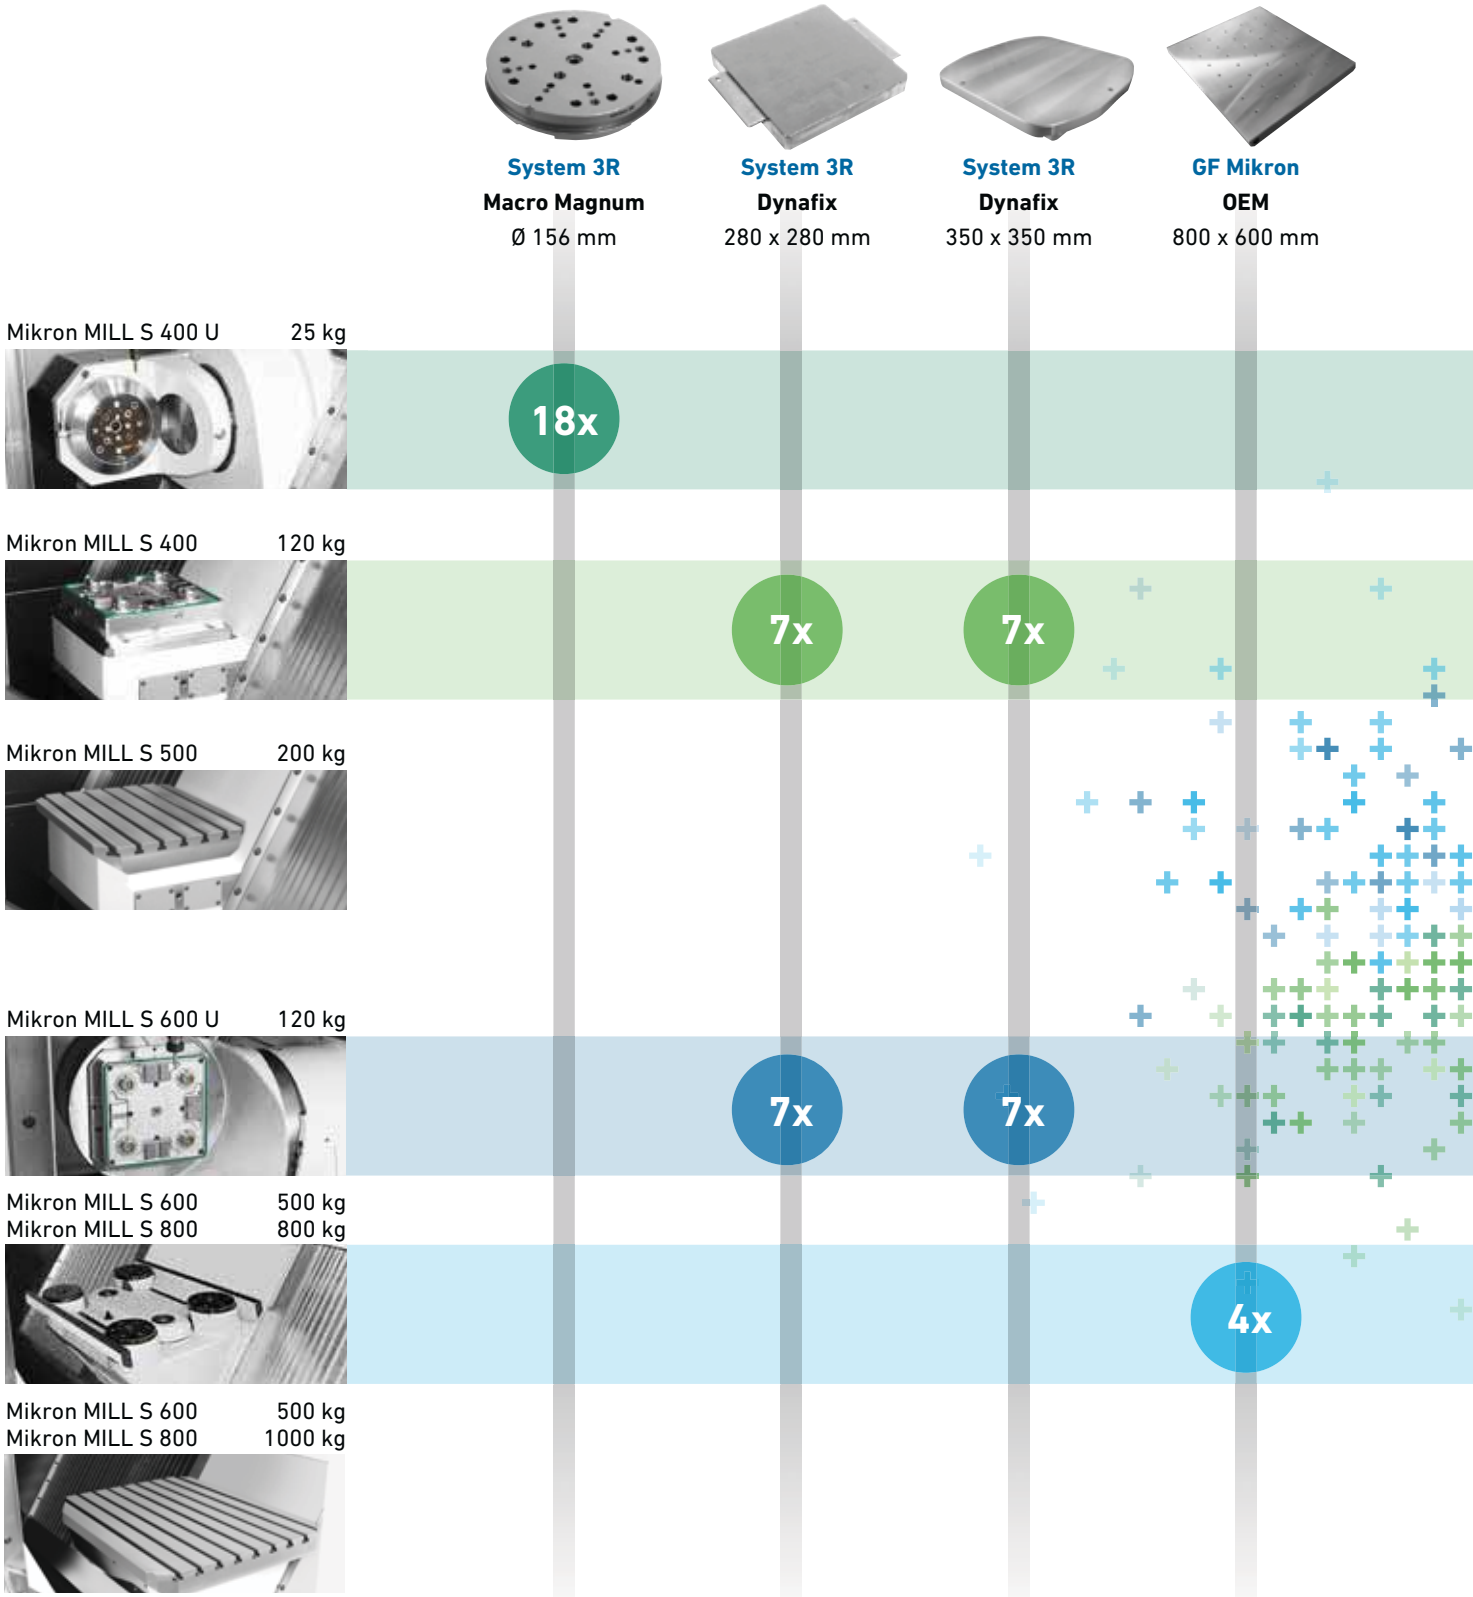 System 3R
Macro Magnum
Ø 156 mm
System 3R
Dynafix
280 x 280 mm
System 3R
Dynafix
350 x 350 mm
GF Mikron
OEM
800 x 600 mm
Mikron MILL S 400 U 25 kg
18x
Mikron MILL S 400 120 kg
7x
7x
Mikron MILL S 500 200 kg
Mikron MILL S 600 U 120 kg
7x
7x
Mikron MILL S 600 500 kg
Mikron MILL S 800 800 kg
4x
Mikron MILL S 600 500 kg
Mikron MILL S 800 1000 kg